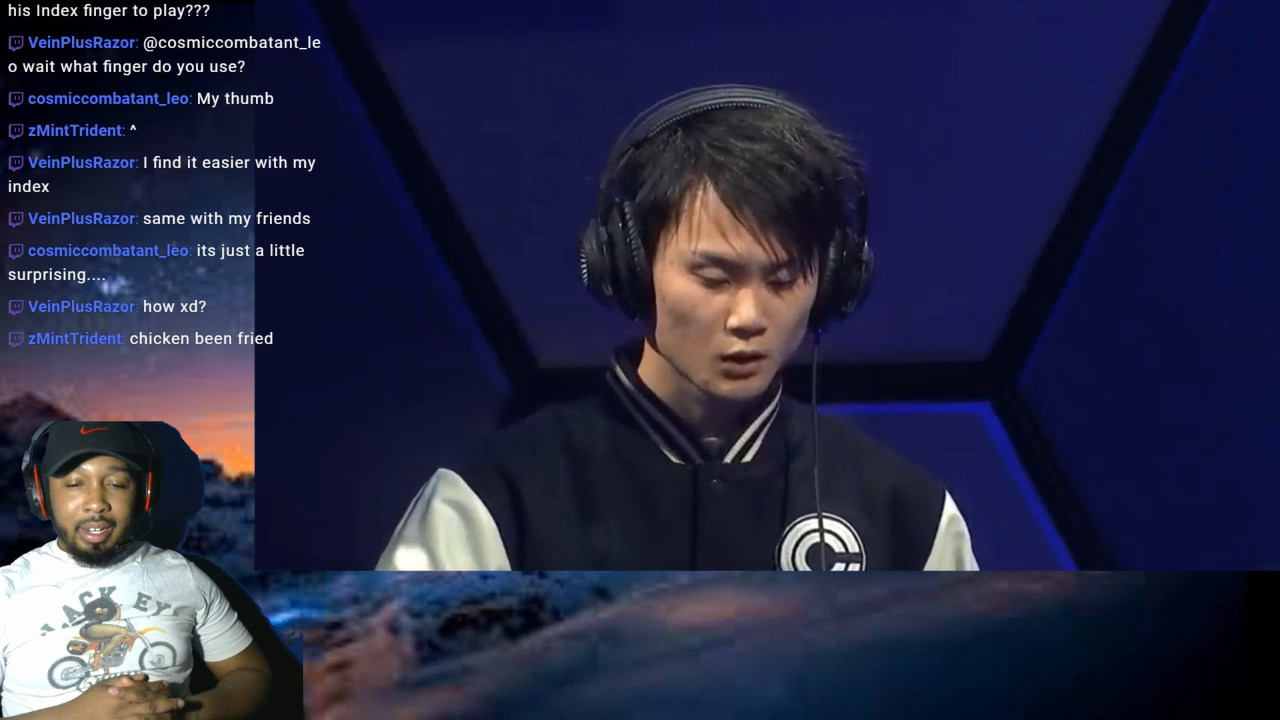 his Index finger to play???
VeinPlusRazor: @cosmiccombatant_le
o wait what finger do you use?
cosmiccombatant_leo: My thumb
zMintTrident: ^
VeinPlusRazor: I find it easier with my
index
VeinPlusRazor: same with my friends
cosmiccombatant_leo: its just a little
surprising....
VeinPlusRazor: how xd?
zMintTrident: chicken been fried